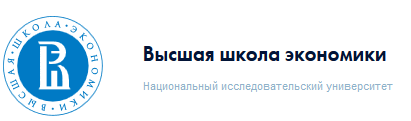 ВЫСШАЯ ШКОЛА ЭКОНОМИКИ
Высшая школа экономики
Национальный исследовательский университет